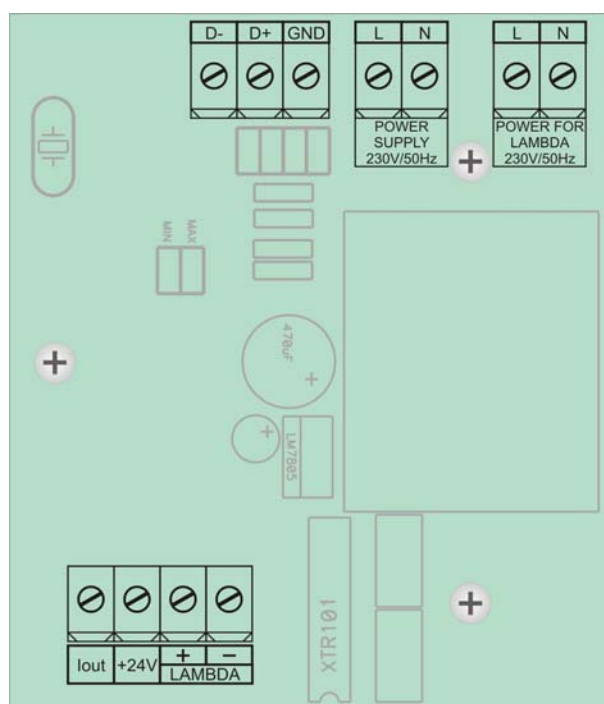 D- D+ GND L N L N
POWER SUPPLY 230V/50Hz
POWER FOR LAMBDA 230V/50Hz
MIN MAX
470uF
+
+
LM7805
XTR101
Iout +24V + −
LAMBDA